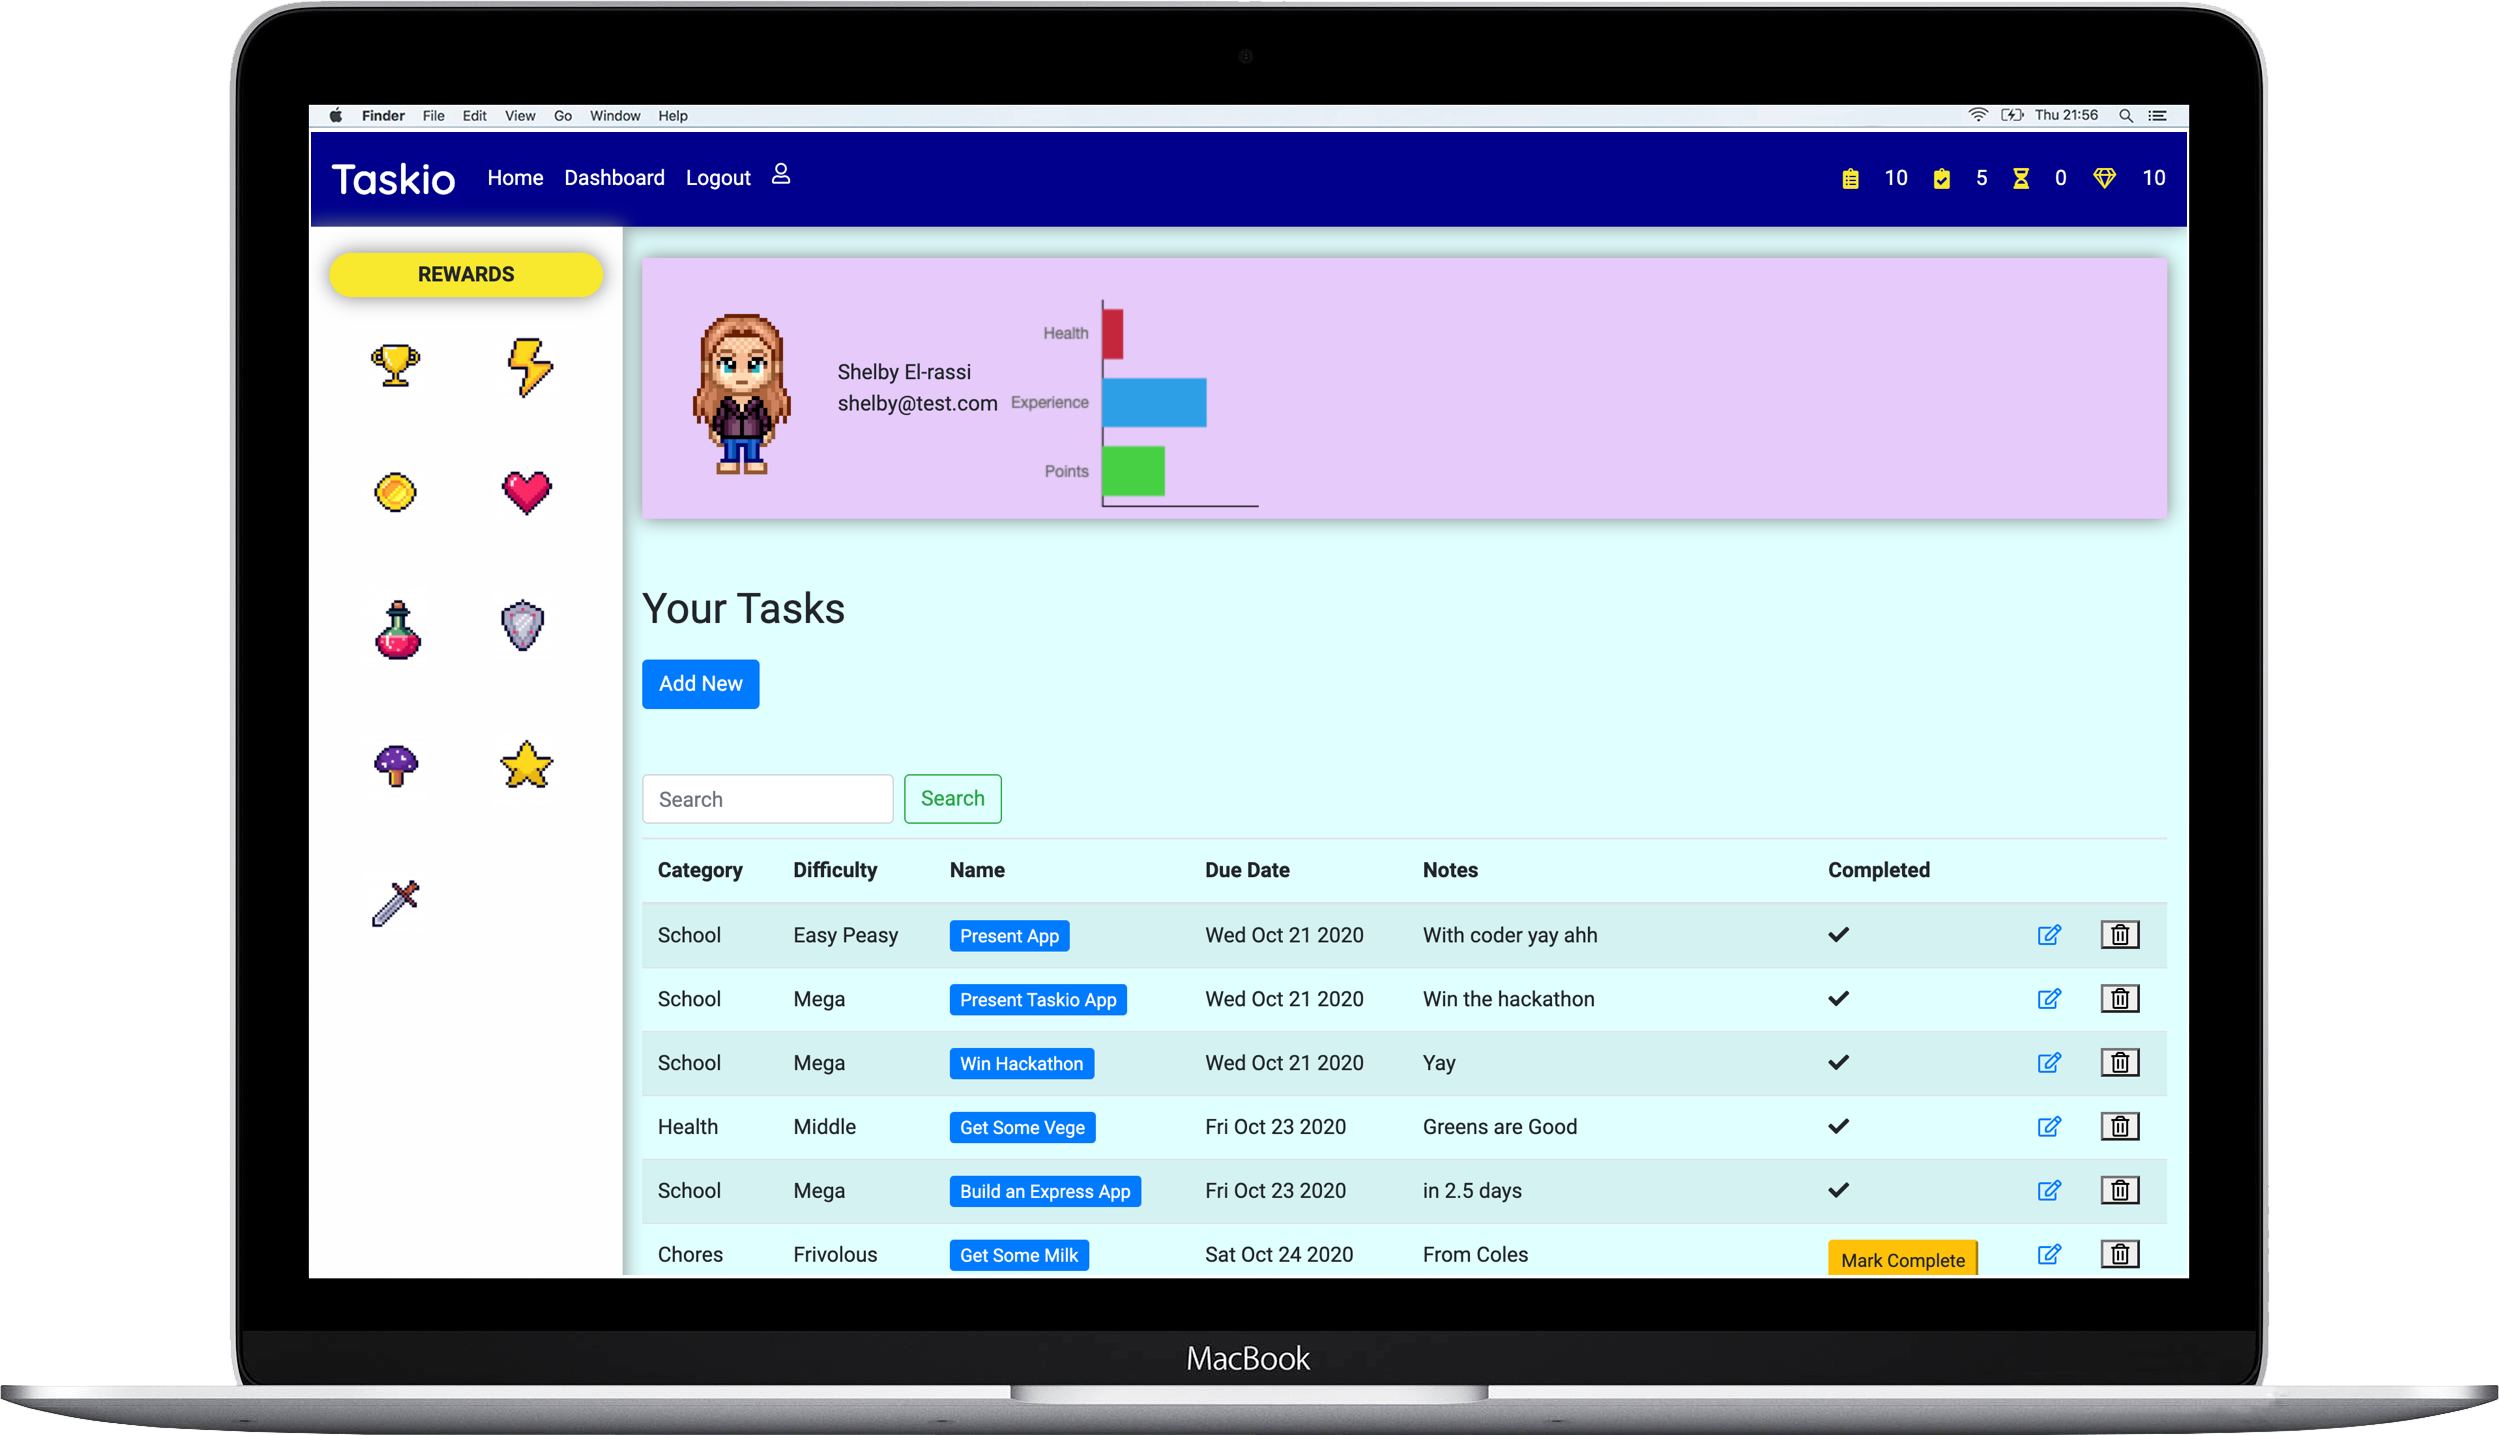 Finder File Edit View Go Window Help Thu 21:56
Taskio Home Dashboard Logout 10 5 0 10
REWARDS
Health
Shelby El-rassi
shelby@test.com Experience
Points
Your Tasks
Add New
Search Search
Category Difficulty Name Due Date Notes Completed
School Easy Peasy Present App Wed Oct 21 2020 With coder yay ahh
School Mega Present Taskio App Wed Oct 21 2020 Win the hackathon
School Mega Win Hackathon Wed Oct 21 2020 Yay
Health Middle Get Some Vege Fri Oct 23 2020 Greens are Good
School Mega Build an Express App Fri Oct 23 2020 in 2.5 days
Chores Frivolous Get Some Milk Sat Oct 24 2020 From Coles Mark Complete
MacBook